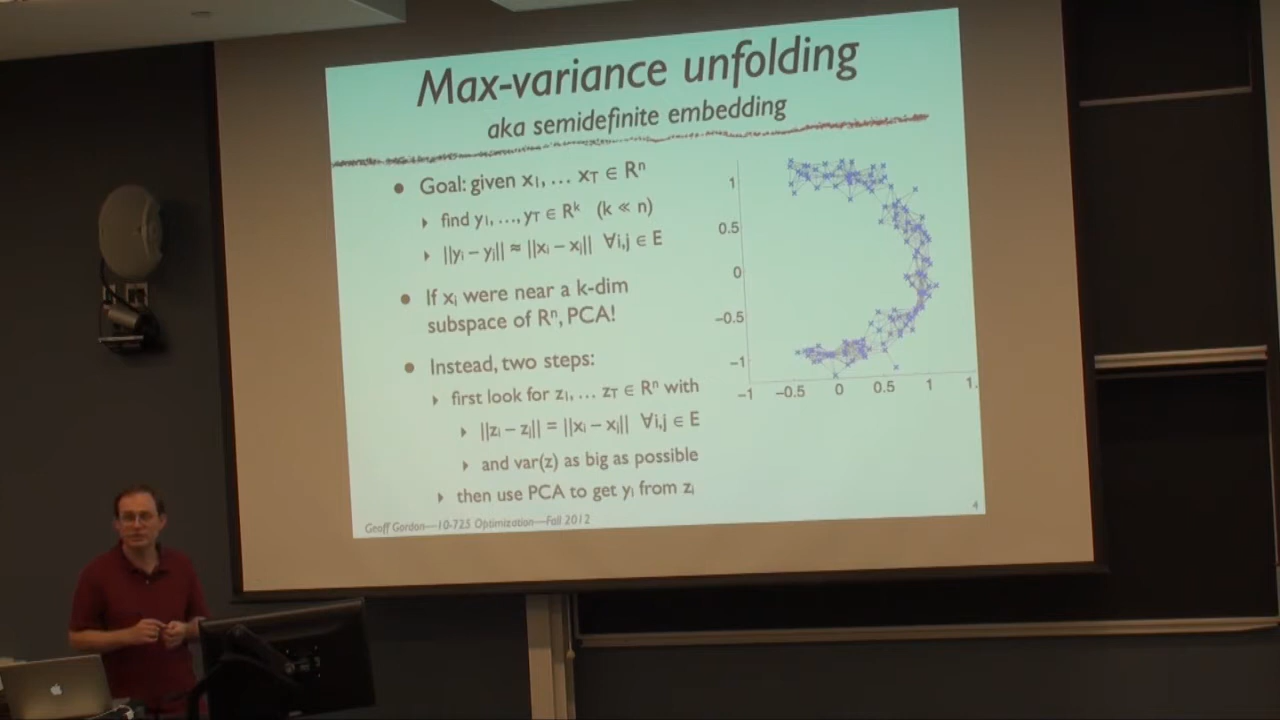 Max-variance unfolding
aka semidefinite embedding
• Goal: given x₁, … x_T ∈ Rⁿ
‣ find y₁, …, y_T ∈ Rᵏ (k ≪ n)
‣ ||yᵢ – yⱼ|| ≈ ||xᵢ – xⱼ|| ∀i,j ∈ E
• If xᵢ were near a k-dim
subspace of Rⁿ, PCA!
• Instead, two steps:
‣ first look for z₁, … z_T ∈ Rⁿ with
‣ ||zᵢ – zⱼ|| = ||xᵢ – xⱼ|| ∀i,j ∈ E
‣ and var(z) as big as possible
‣ then use PCA to get yᵢ from zᵢ
1
0.5
0
−0.5
−1
−1 −0.5 0 0.5 1 1.
Geoff Gordon—10-725 Optimization—Fall 2012
4